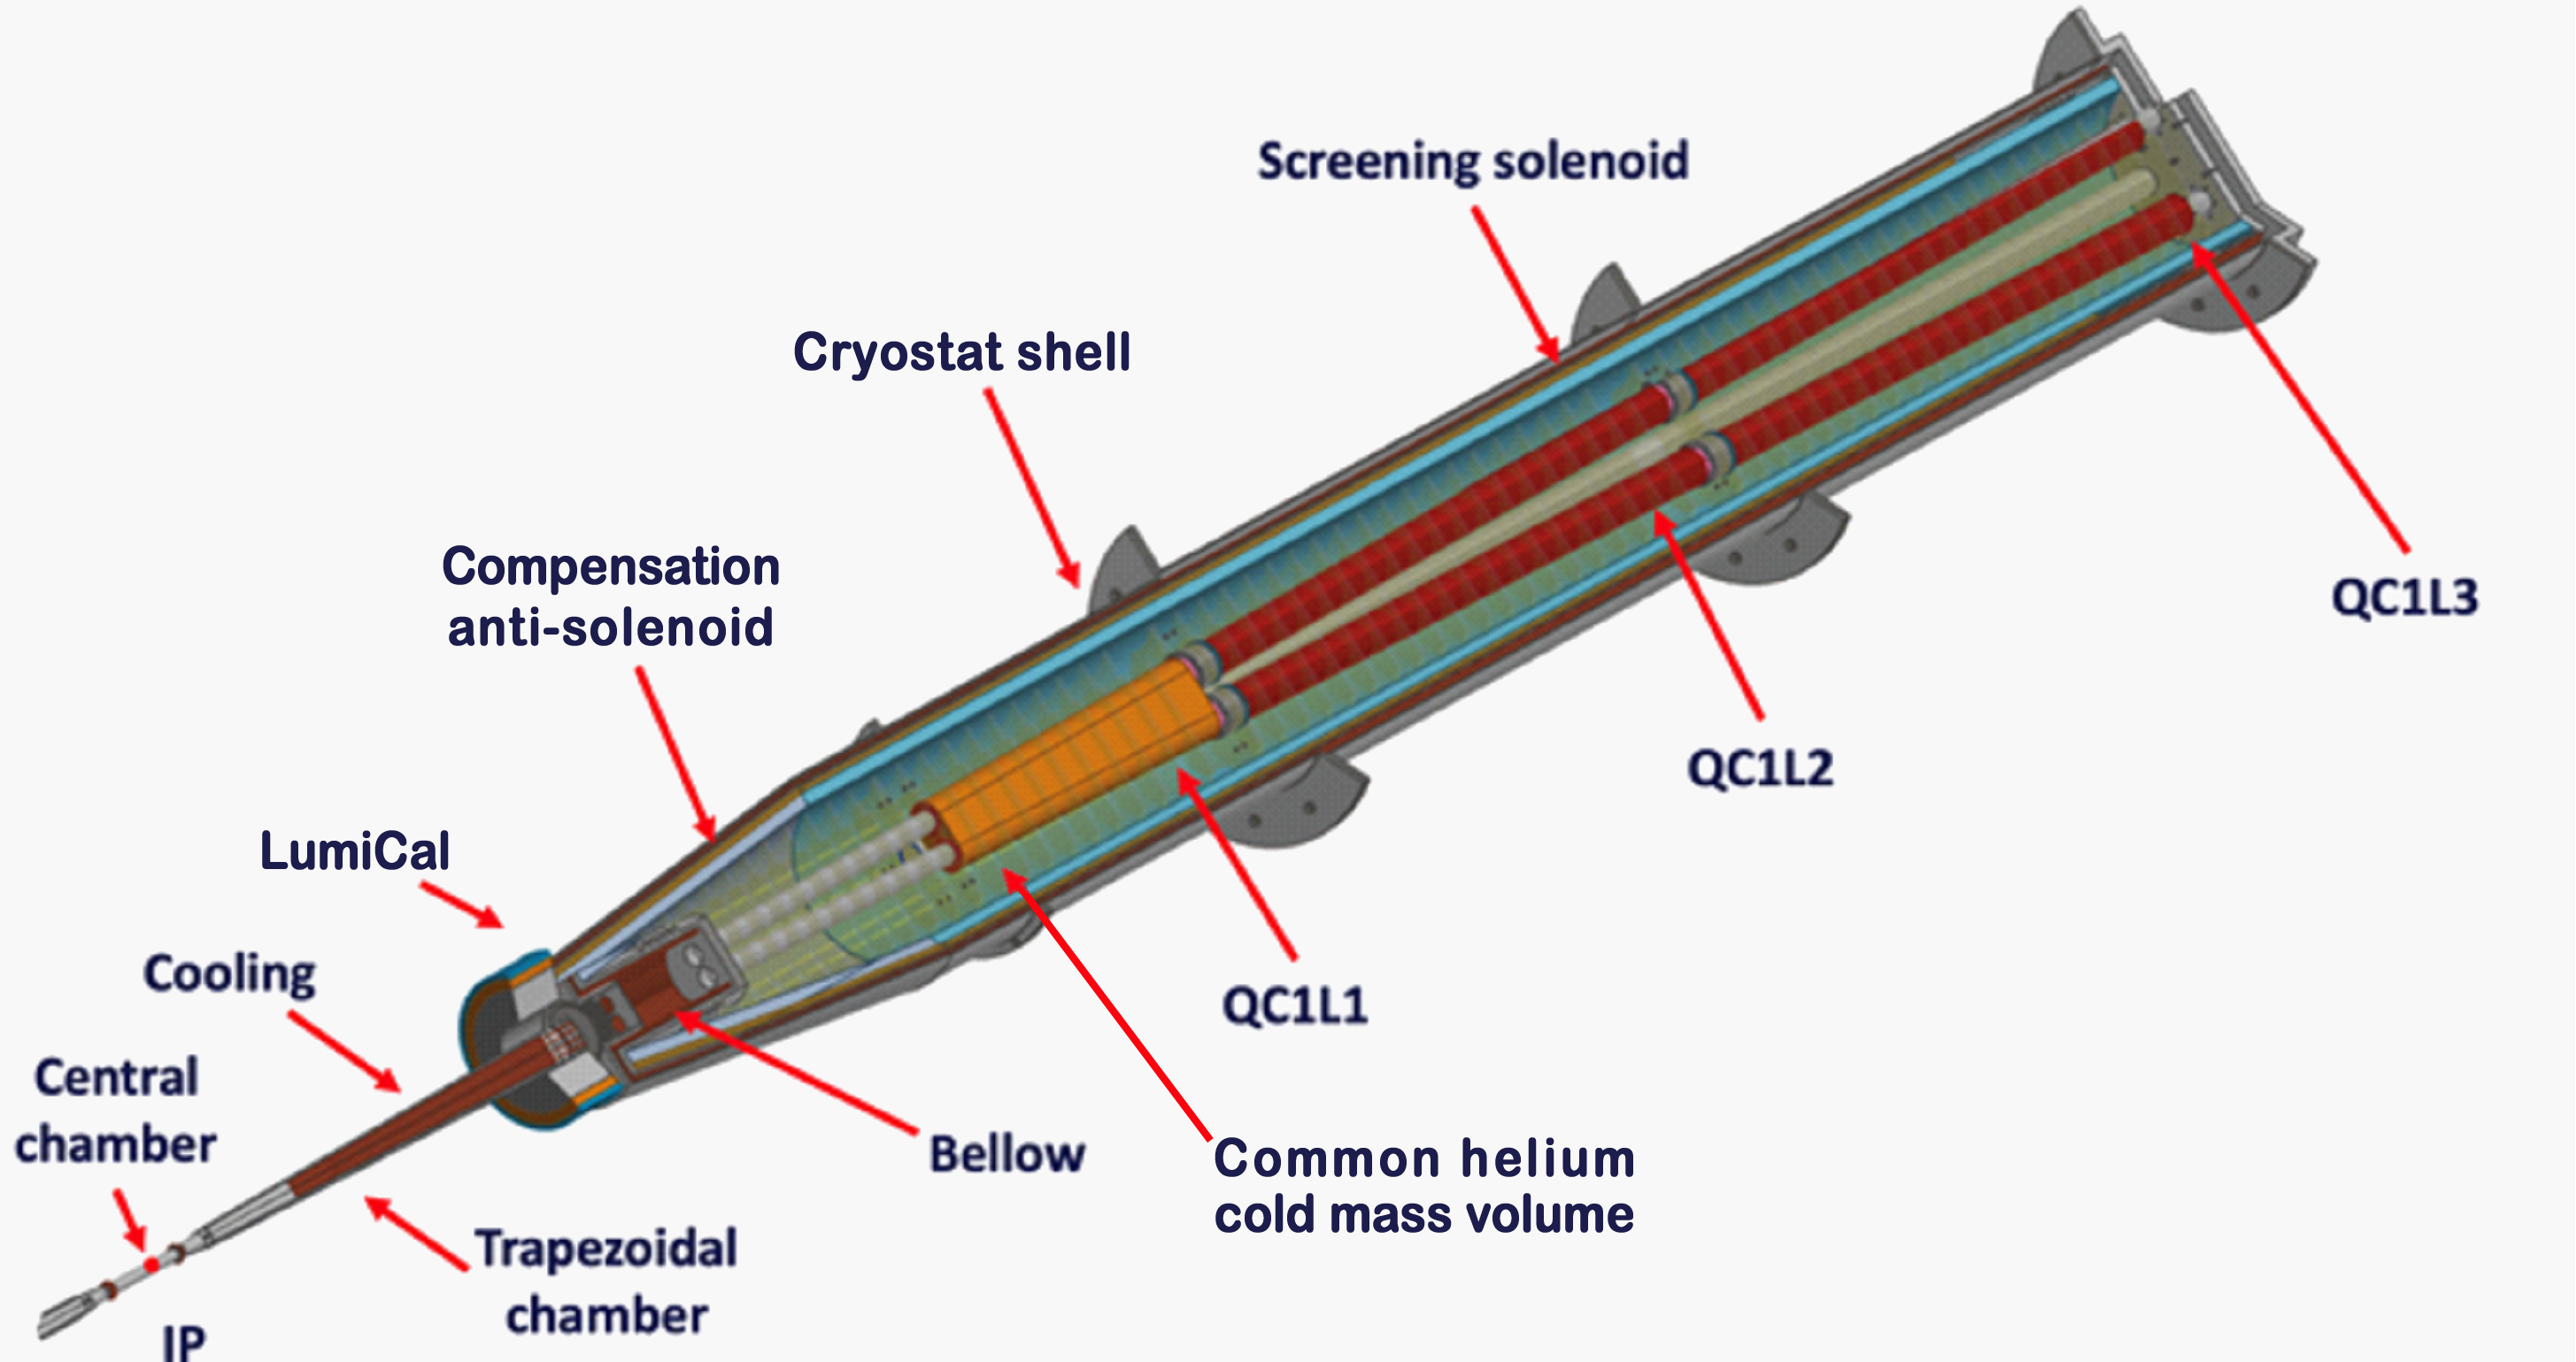 Screening solenoid
Cryostat shell
Compensation
anti-solenoid
QC1L3
QC1L2
LumiCal
Cooling
QC1L1
Central
chamber
Bellow
Common helium
cold mass volume
Trapezoidal
chamber
IP